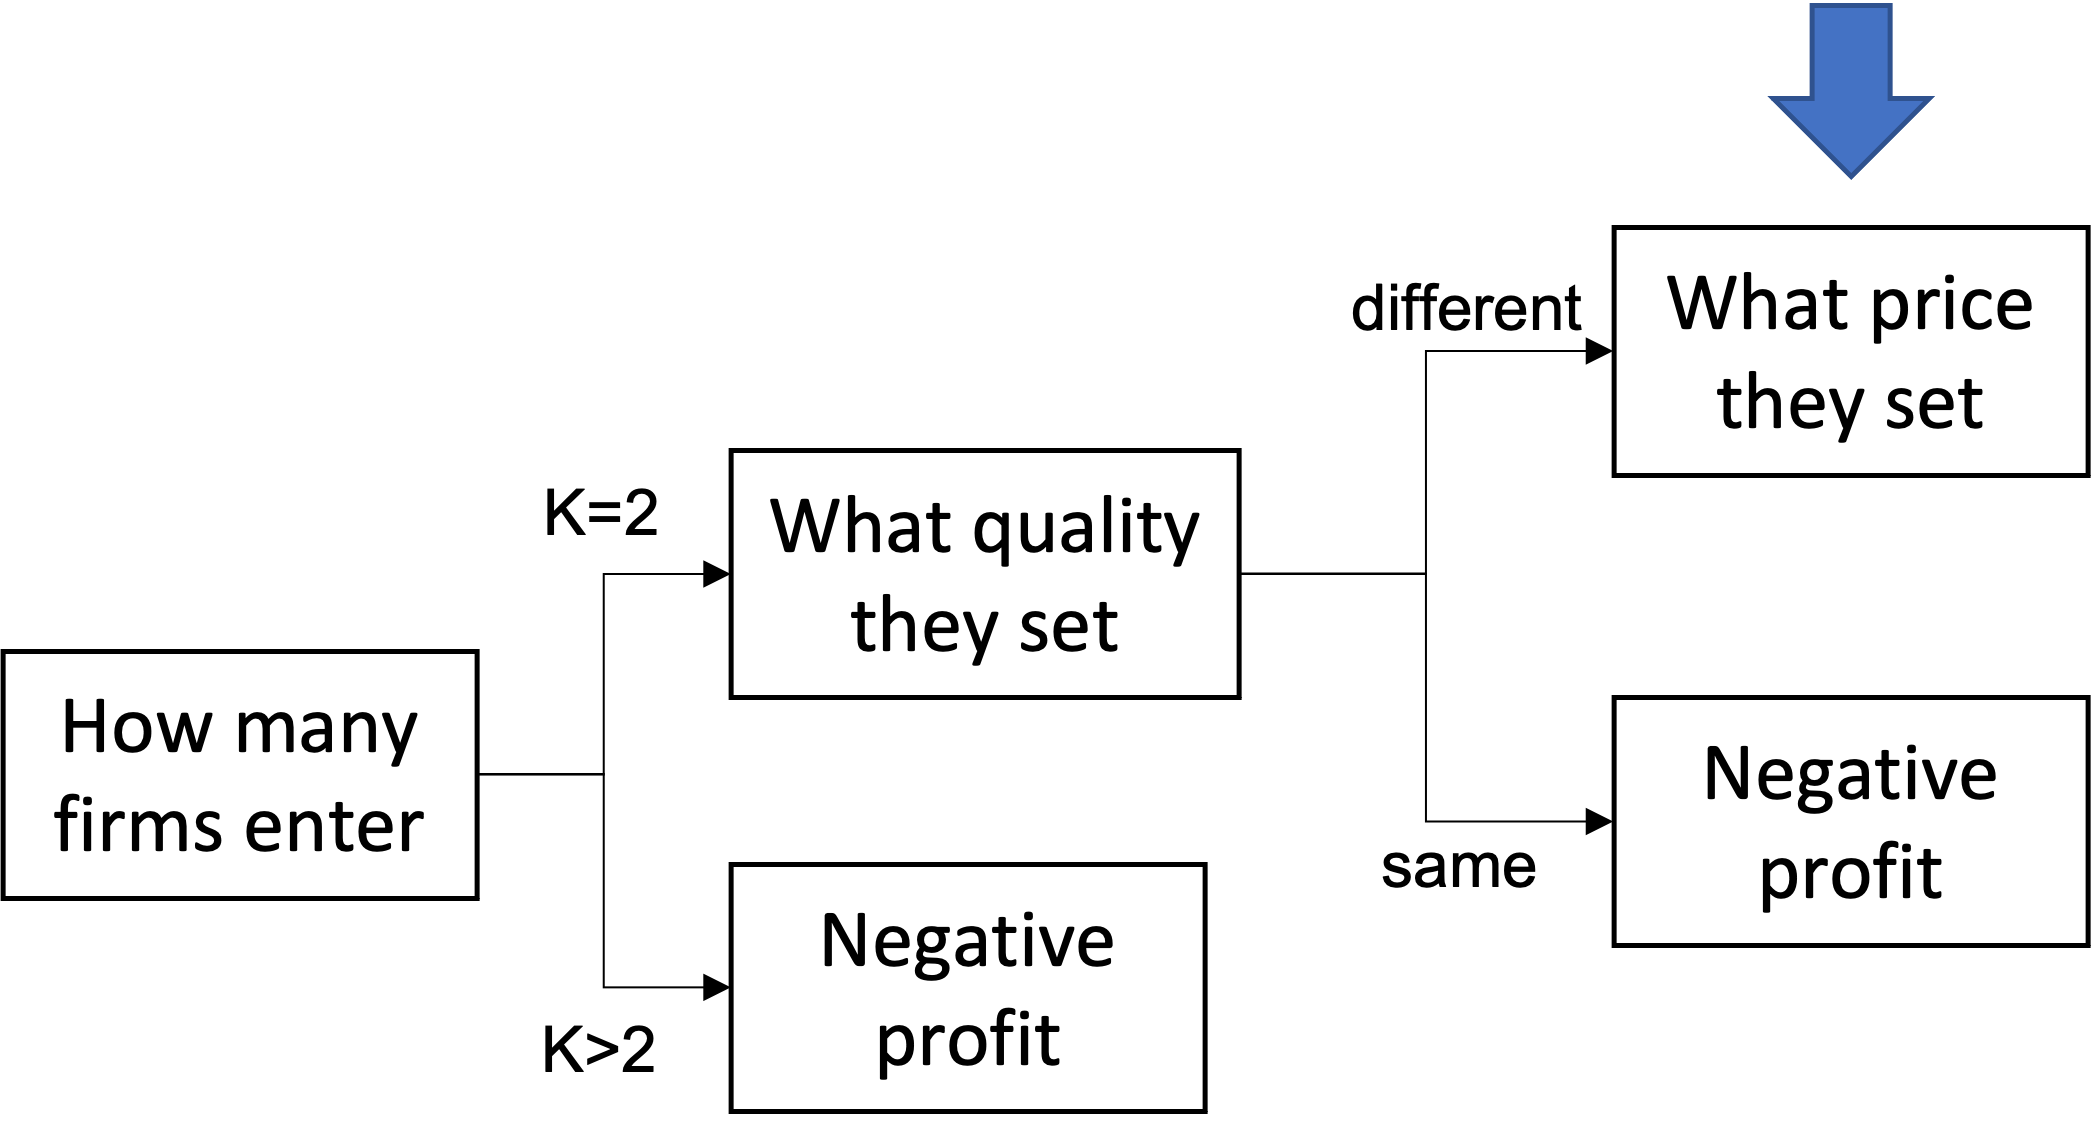 How many
firms enter
K=2
K>2
What quality
they set
Negative
profit
different
same
What price
they set
Negative
profit